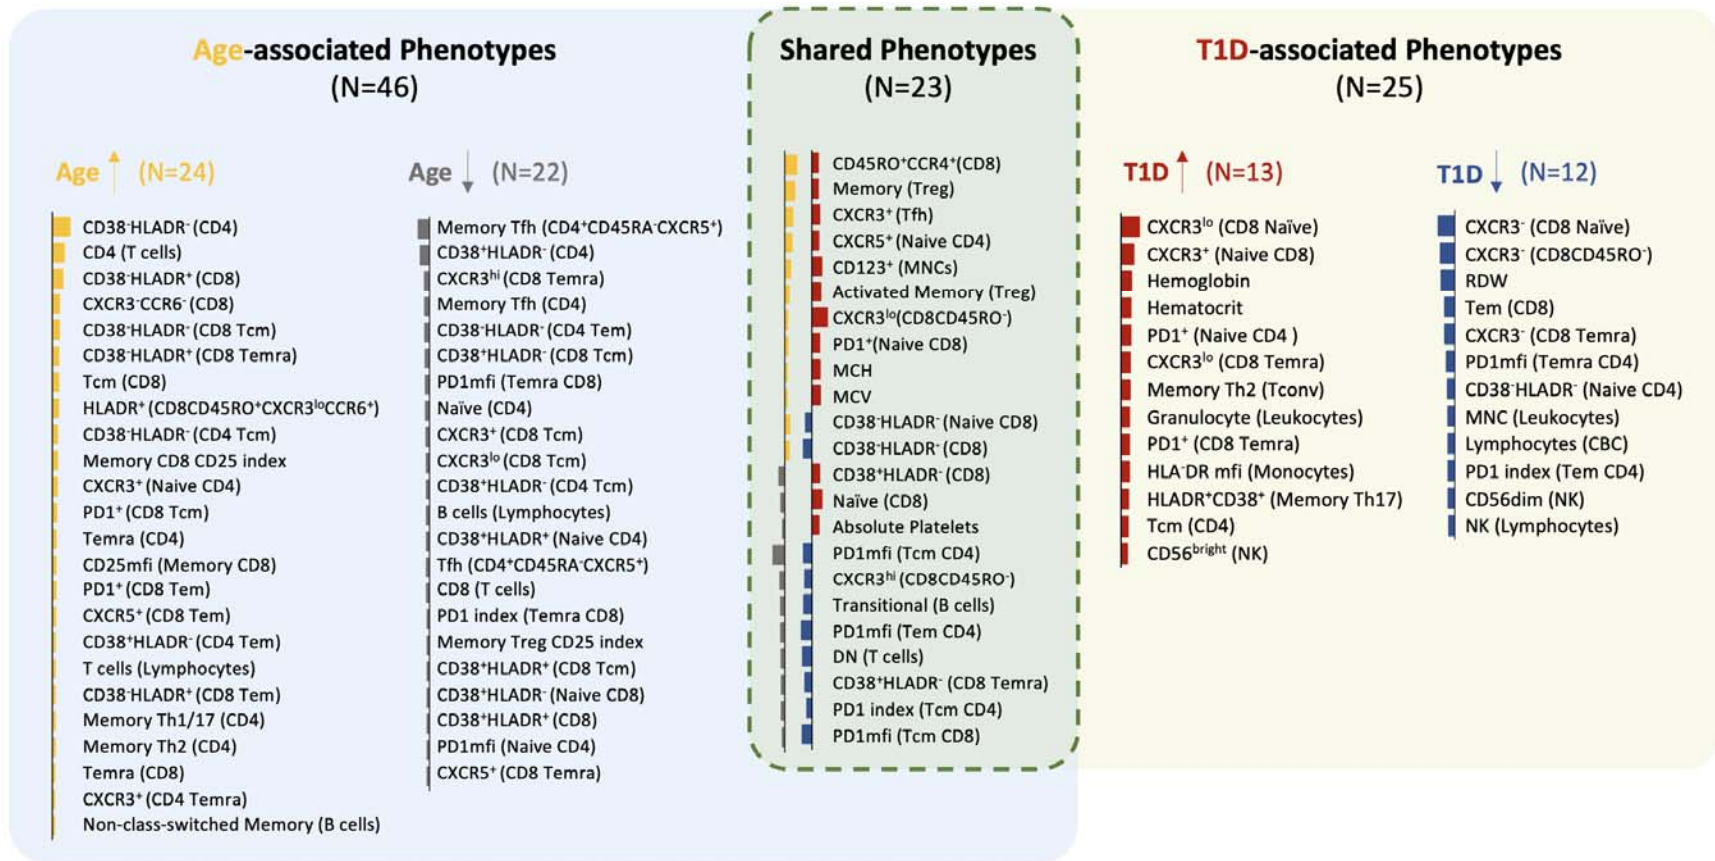 Age-associated Phenotypes
(N=46)
Age (N=24)
CD38⁻HLADR⁻ (CD4)
CD4 (T cells)
CD38⁻HLADR⁺ (CD8)
CXCR3⁻CCR6⁻ (CD8)
CD38⁻HLADR⁻ (CD8 Tcm)
CD38⁻HLADR⁺ (CD8 Temra)
Tcm (CD8)
HLADR⁺ (CD8CD45RO⁺CXCR3ˡᵒCCR6⁺)
CD38⁻HLADR⁻ (CD4 Tcm)
Memory CD8 CD25 index
CXCR3⁺ (Naive CD4)
PD1⁺ (CD8 Tcm)
Temra (CD4)
CD25mfi (Memory CD8)
PD1⁺ (CD8 Tem)
CXCR5⁺ (CD8 Tem)
CD38⁺HLADR⁻ (CD4 Tem)
T cells (Lymphocytes)
CD38⁻HLADR⁺ (CD8 Tem)
Memory Th1/17 (CD4)
Memory Th2 (CD4)
Temra (CD8)
CXCR3⁺ (CD4 Temra)
Non-class-switched Memory (B cells)
Age (N=22)
Memory Tfh (CD4⁺CD45RA⁻CXCR5⁺)
CD38⁺HLADR⁻ (CD4)
CXCR3ʰⁱ (CD8 Temra)
Memory Tfh (CD4)
CD38⁻HLADR⁻ (CD4 Tem)
CD38⁺HLADR⁻ (CD8 Tcm)
PD1mfi (Temra CD8)
Naïve (CD4)
CXCR3⁺ (CD8 Tcm)
CXCR3ˡᵒ (CD8 Tcm)
CD38⁺HLADR⁻ (CD4 Tcm)
B cells (Lymphocytes)
CD38⁺HLADR⁺ (Naive CD4)
Tfh (CD4⁺CD45RA⁻CXCR5⁺)
CD8 (T cells)
PD1 index (Temra CD8)
Memory Treg CD25 index
CD38⁺HLADR⁺ (CD8 Tcm)
CD38⁺HLADR⁻ (Naive CD8)
CD38⁺HLADR⁺ (CD8)
PD1mfi (Naive CD4)
CXCR5⁺ (CD8 Temra)
Shared Phenotypes
(N=23)
CD45RO⁺CCR4⁺(CD8)
Memory (Treg)
CXCR3⁺ (Tfh)
CXCR5⁺ (Naive CD4)
CD123⁺ (MNCs)
Activated Memory (Treg)
CXCR3ˡᵒ(CD8CD45RO⁻)
PD1⁺(Naive CD8)
MCH
MCV
CD38⁻HLADR⁻ (Naive CD8)
CD38⁻HLADR⁻ (CD8)
CD38⁺HLADR⁻ (CD8)
Naïve (CD8)
Absolute Platelets
PD1mfi (Tcm CD4)
CXCR3ʰⁱ (CD8CD45RO⁻)
Transitional (B cells)
PD1mfi (Tem CD4)
DN (T cells)
CD38⁺HLADR⁻ (CD8 Temra)
PD1 index (Tcm CD4)
PD1mfi (Tcm CD8)
T1D-associated Phenotypes
(N=25)
T1D (N=13)
CXCR3ˡᵒ (CD8 Naïve)
CXCR3⁺ (Naive CD8)
Hemoglobin
Hematocrit
PD1⁺ (Naive CD4 )
CXCR3ˡᵒ (CD8 Temra)
Memory Th2 (Tconv)
Granulocyte (Leukocytes)
PD1⁺ (CD8 Temra)
HLA⁻DR mfi (Monocytes)
HLADR⁺CD38⁺ (Memory Th17)
Tcm (CD4)
CD56ᵇʳⁱᵍʰᵗ (NK)
T1D (N=12)
CXCR3⁻ (CD8 Naïve)
CXCR3⁻ (CD8CD45RO⁻)
RDW
Tem (CD8)
CXCR3⁻ (CD8 Temra)
PD1mfi (Temra CD4)
CD38⁻HLADR⁻ (Naive CD4)
MNC (Leukocytes)
Lymphocytes (CBC)
PD1 index (Tem CD4)
CD56dim (NK)
NK (Lymphocytes)